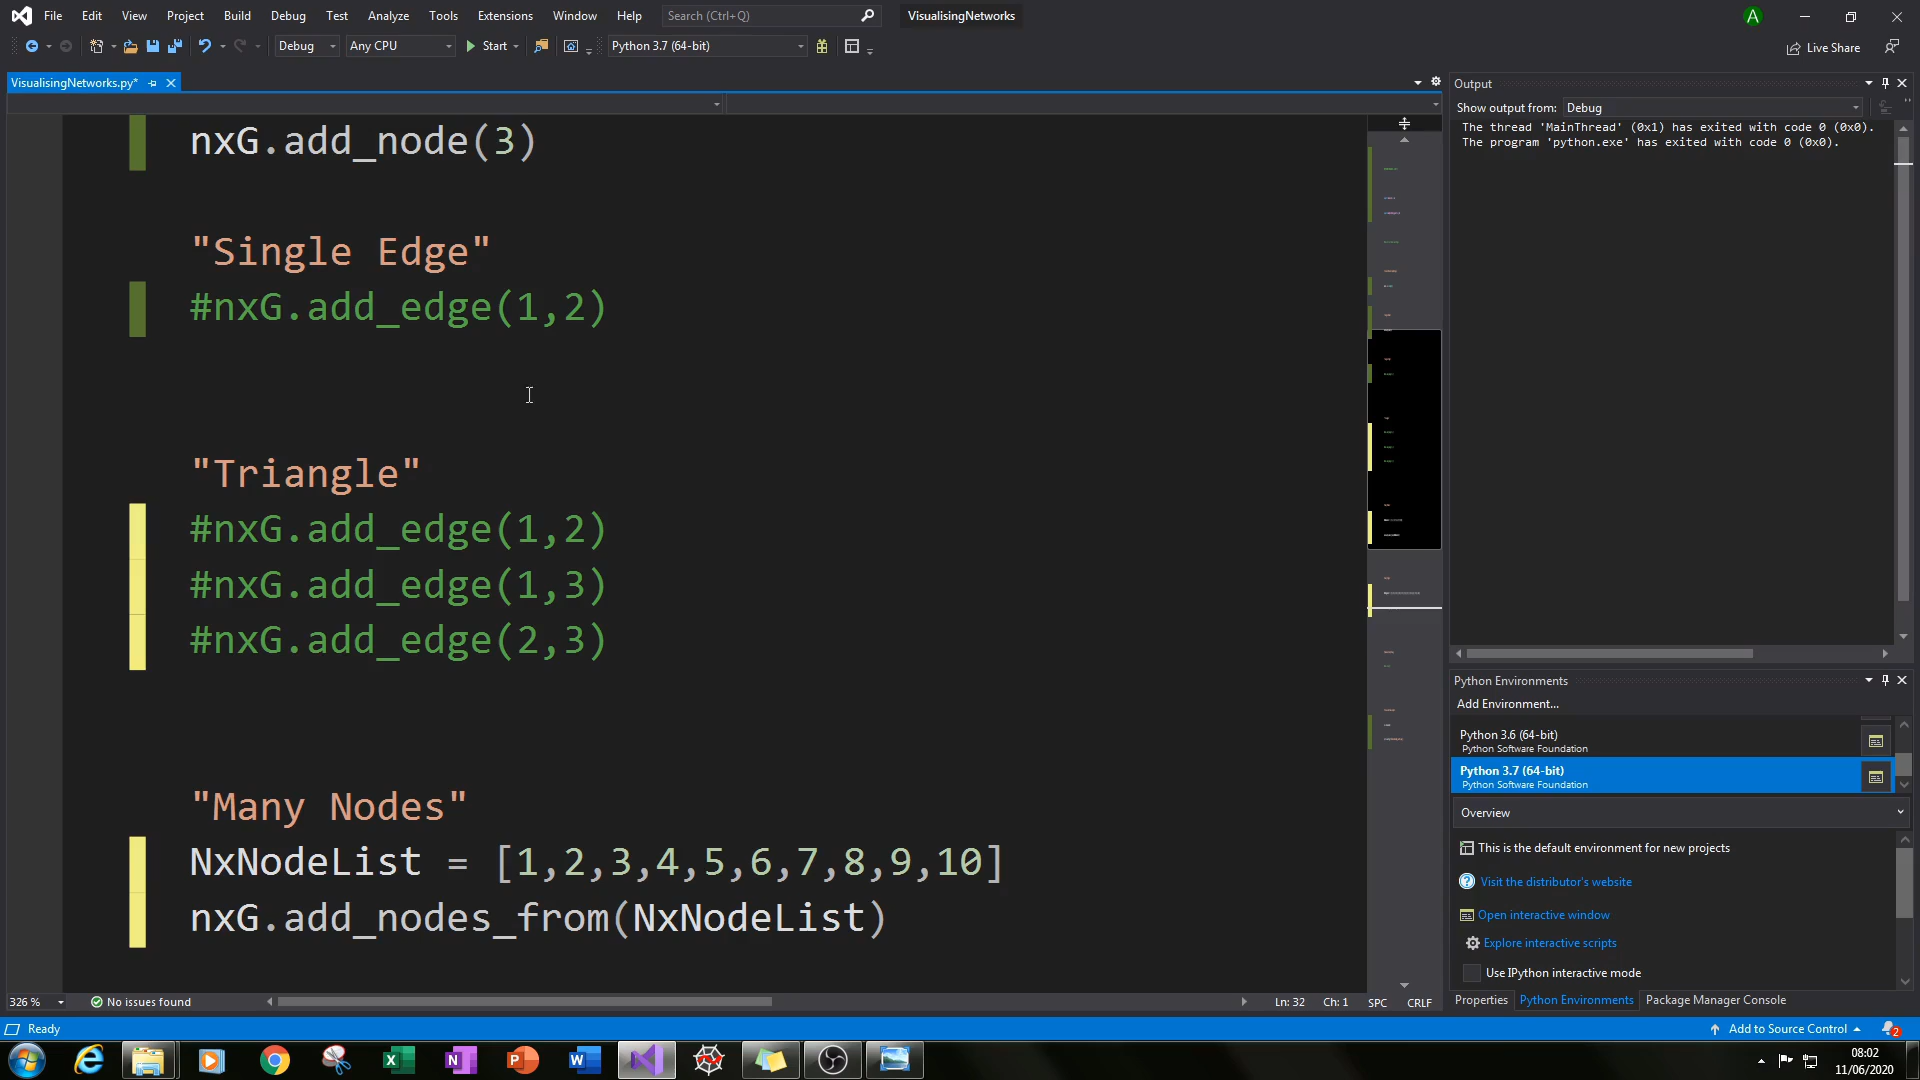 File Edit View Project Build Debug Test Analyze Tools Extensions Window Help Search (Ctrl+Q) VisualisingNetworks A
Debug Any CPU Start Python 3.7 (64-bit) Live Share
VisualisingNetworks.py*
nxG.add_node(3)
"Single Edge"
#nxG.add_edge(1,2)
"Triangle"
#nxG.add_edge(1,2)
#nxG.add_edge(1,3)
#nxG.add_edge(2,3)
"Many Nodes"
NxNodeList = [1,2,3,4,5,6,7,8,9,10]
nxG.add_nodes_from(NxNodeList)
326 % No issues found Ln: 32 Ch: 1 SPC CRLF
Output
Show output from: Debug
The thread 'MainThread' (0x1) has exited with code 0 (0x0).
The program 'python.exe' has exited with code 0 (0x0).
Python Environments
Add Environment...
Python 3.6 (64-bit)
Python Software Foundation
Python 3.7 (64-bit)
Python Software Foundation
Overview
This is the default environment for new projects
Visit the distributor's website
Open interactive window
Explore interactive scripts
Use IPython interactive mode
Properties Python Environments Package Manager Console
Ready Add to Source Control 2
08:02
11/06/2020